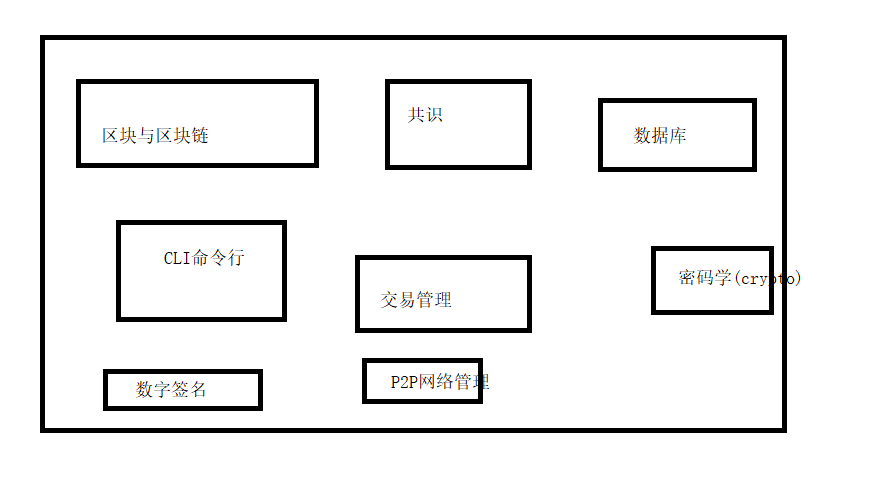 区块与区块链
共识
数据库
CLI命令行
交易管理
密码学(crypto)
数字签名
P2P网络管理